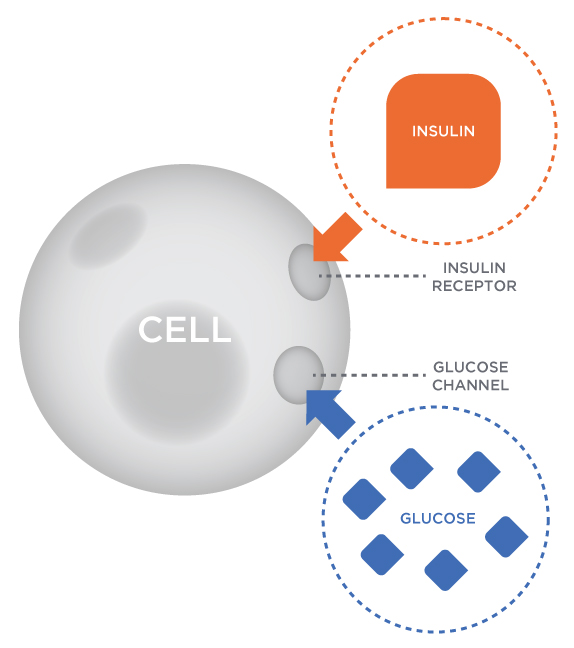 INSULIN
INSULIN
RECEPTOR
CELL
GLUCOSE
CHANNEL
GLUCOSE